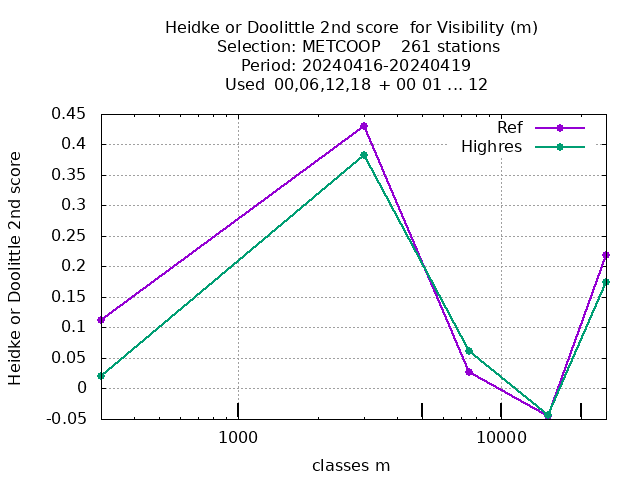 Heidke or Doolittle 2nd score  for Visibility (m)
Selection: METCOOP    261 stations
Period: 20240416-20240419
Used  00,06,12,18 + 00 01 ... 12
Heidke or Doolittle 2nd score
0.45
0.4
0.35
0.3
0.25
0.2
0.15
0.1
0.05
0
-0.05
Ref
Highres
1000
10000
classes m